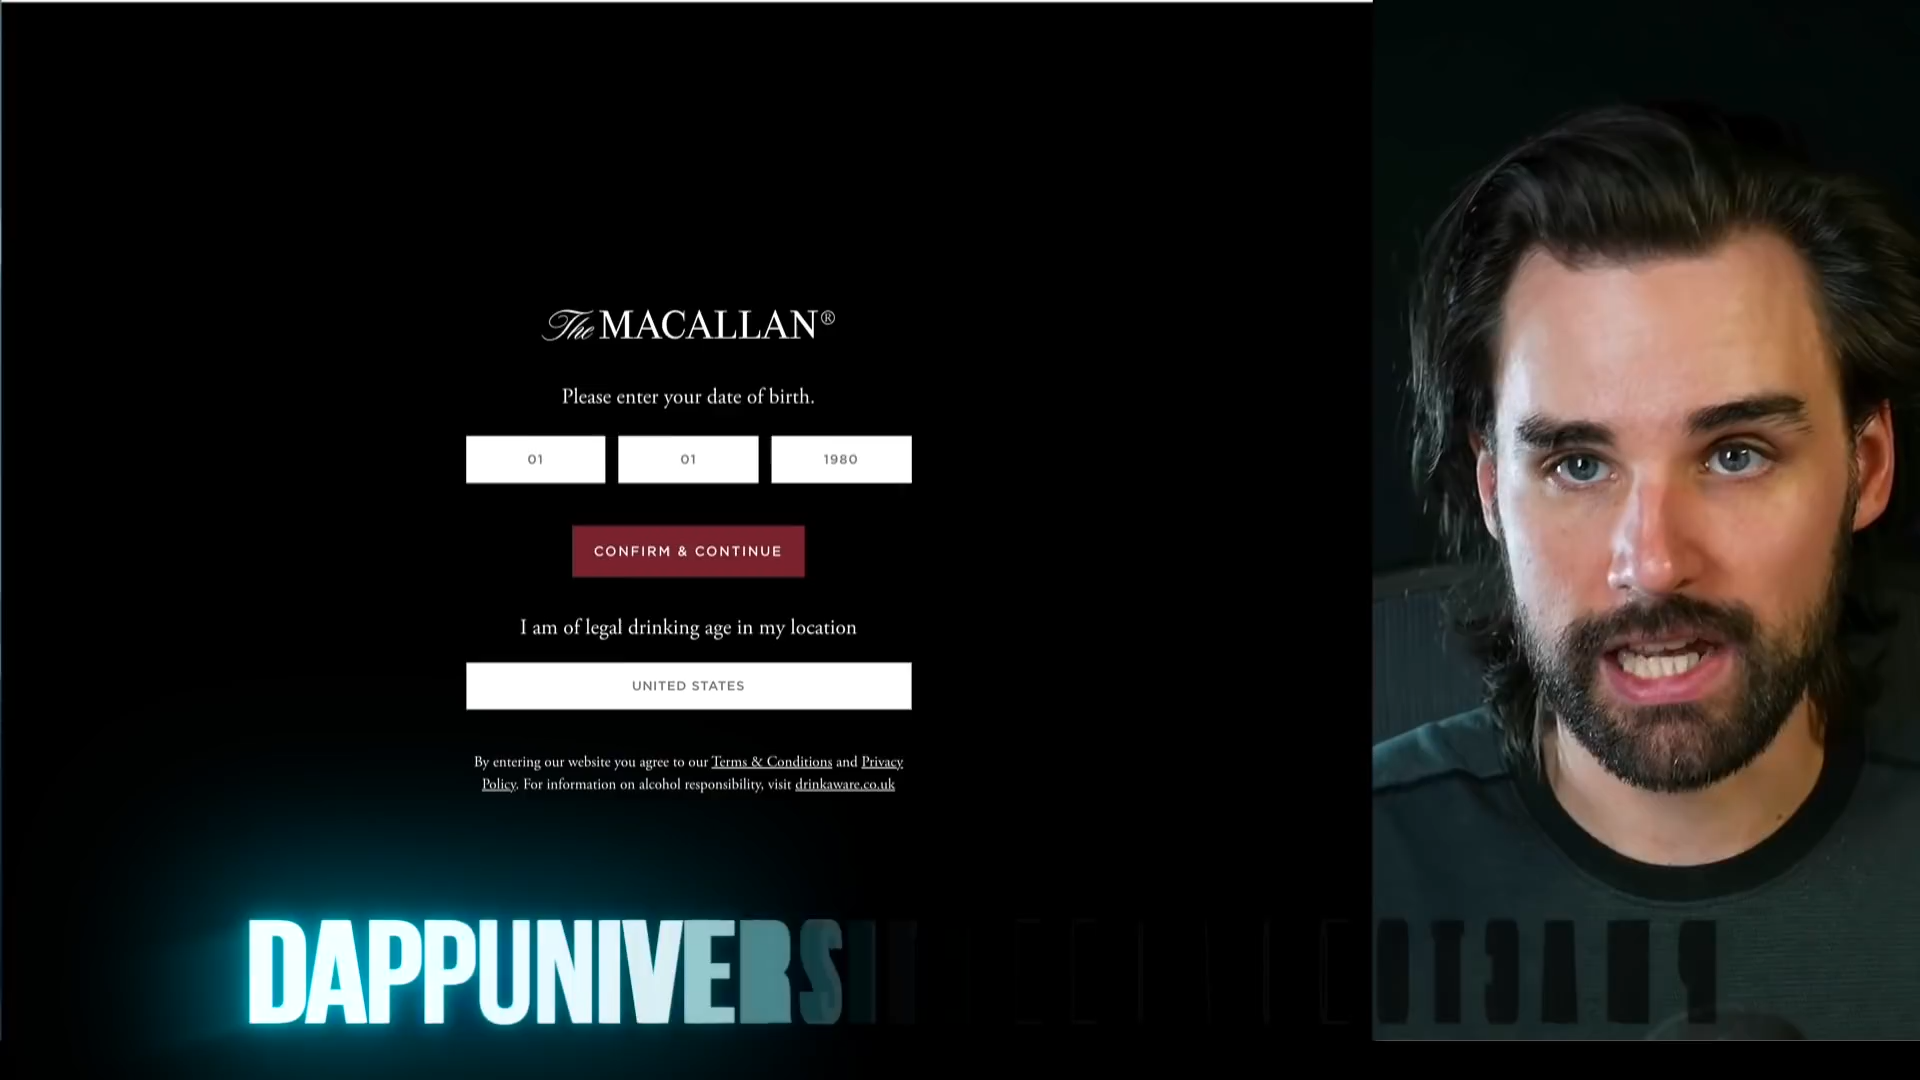 The MACALLAN®
Please enter your date of birth.
01 01 1980
CONFIRM & CONTINUE
I am of legal drinking age in my location
UNITED STATES
By entering our website you agree to our Terms & Conditions and Privacy
Policy. For information on alcohol responsibility, visit drinkaware.co.uk
DAPPUNIVERS